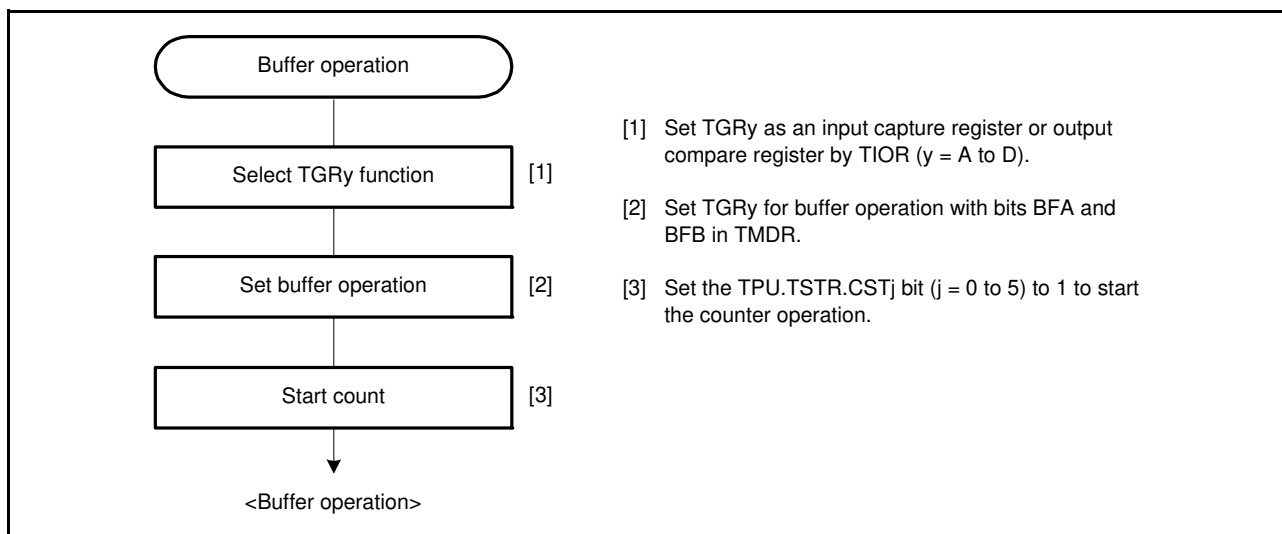 Buffer operation
Select TGRy function
[1]
Set buffer operation
[2]
Start count
[3]
<Buffer operation>
[1] Set TGRy as an input capture register or output
compare register by TIOR (y = A to D).
[2] Set TGRy for buffer operation with bits BFA and
BFB in TMDR.
[3] Set the TPU.TSTR.CSTj bit (j = 0 to 5) to 1 to start
the counter operation.